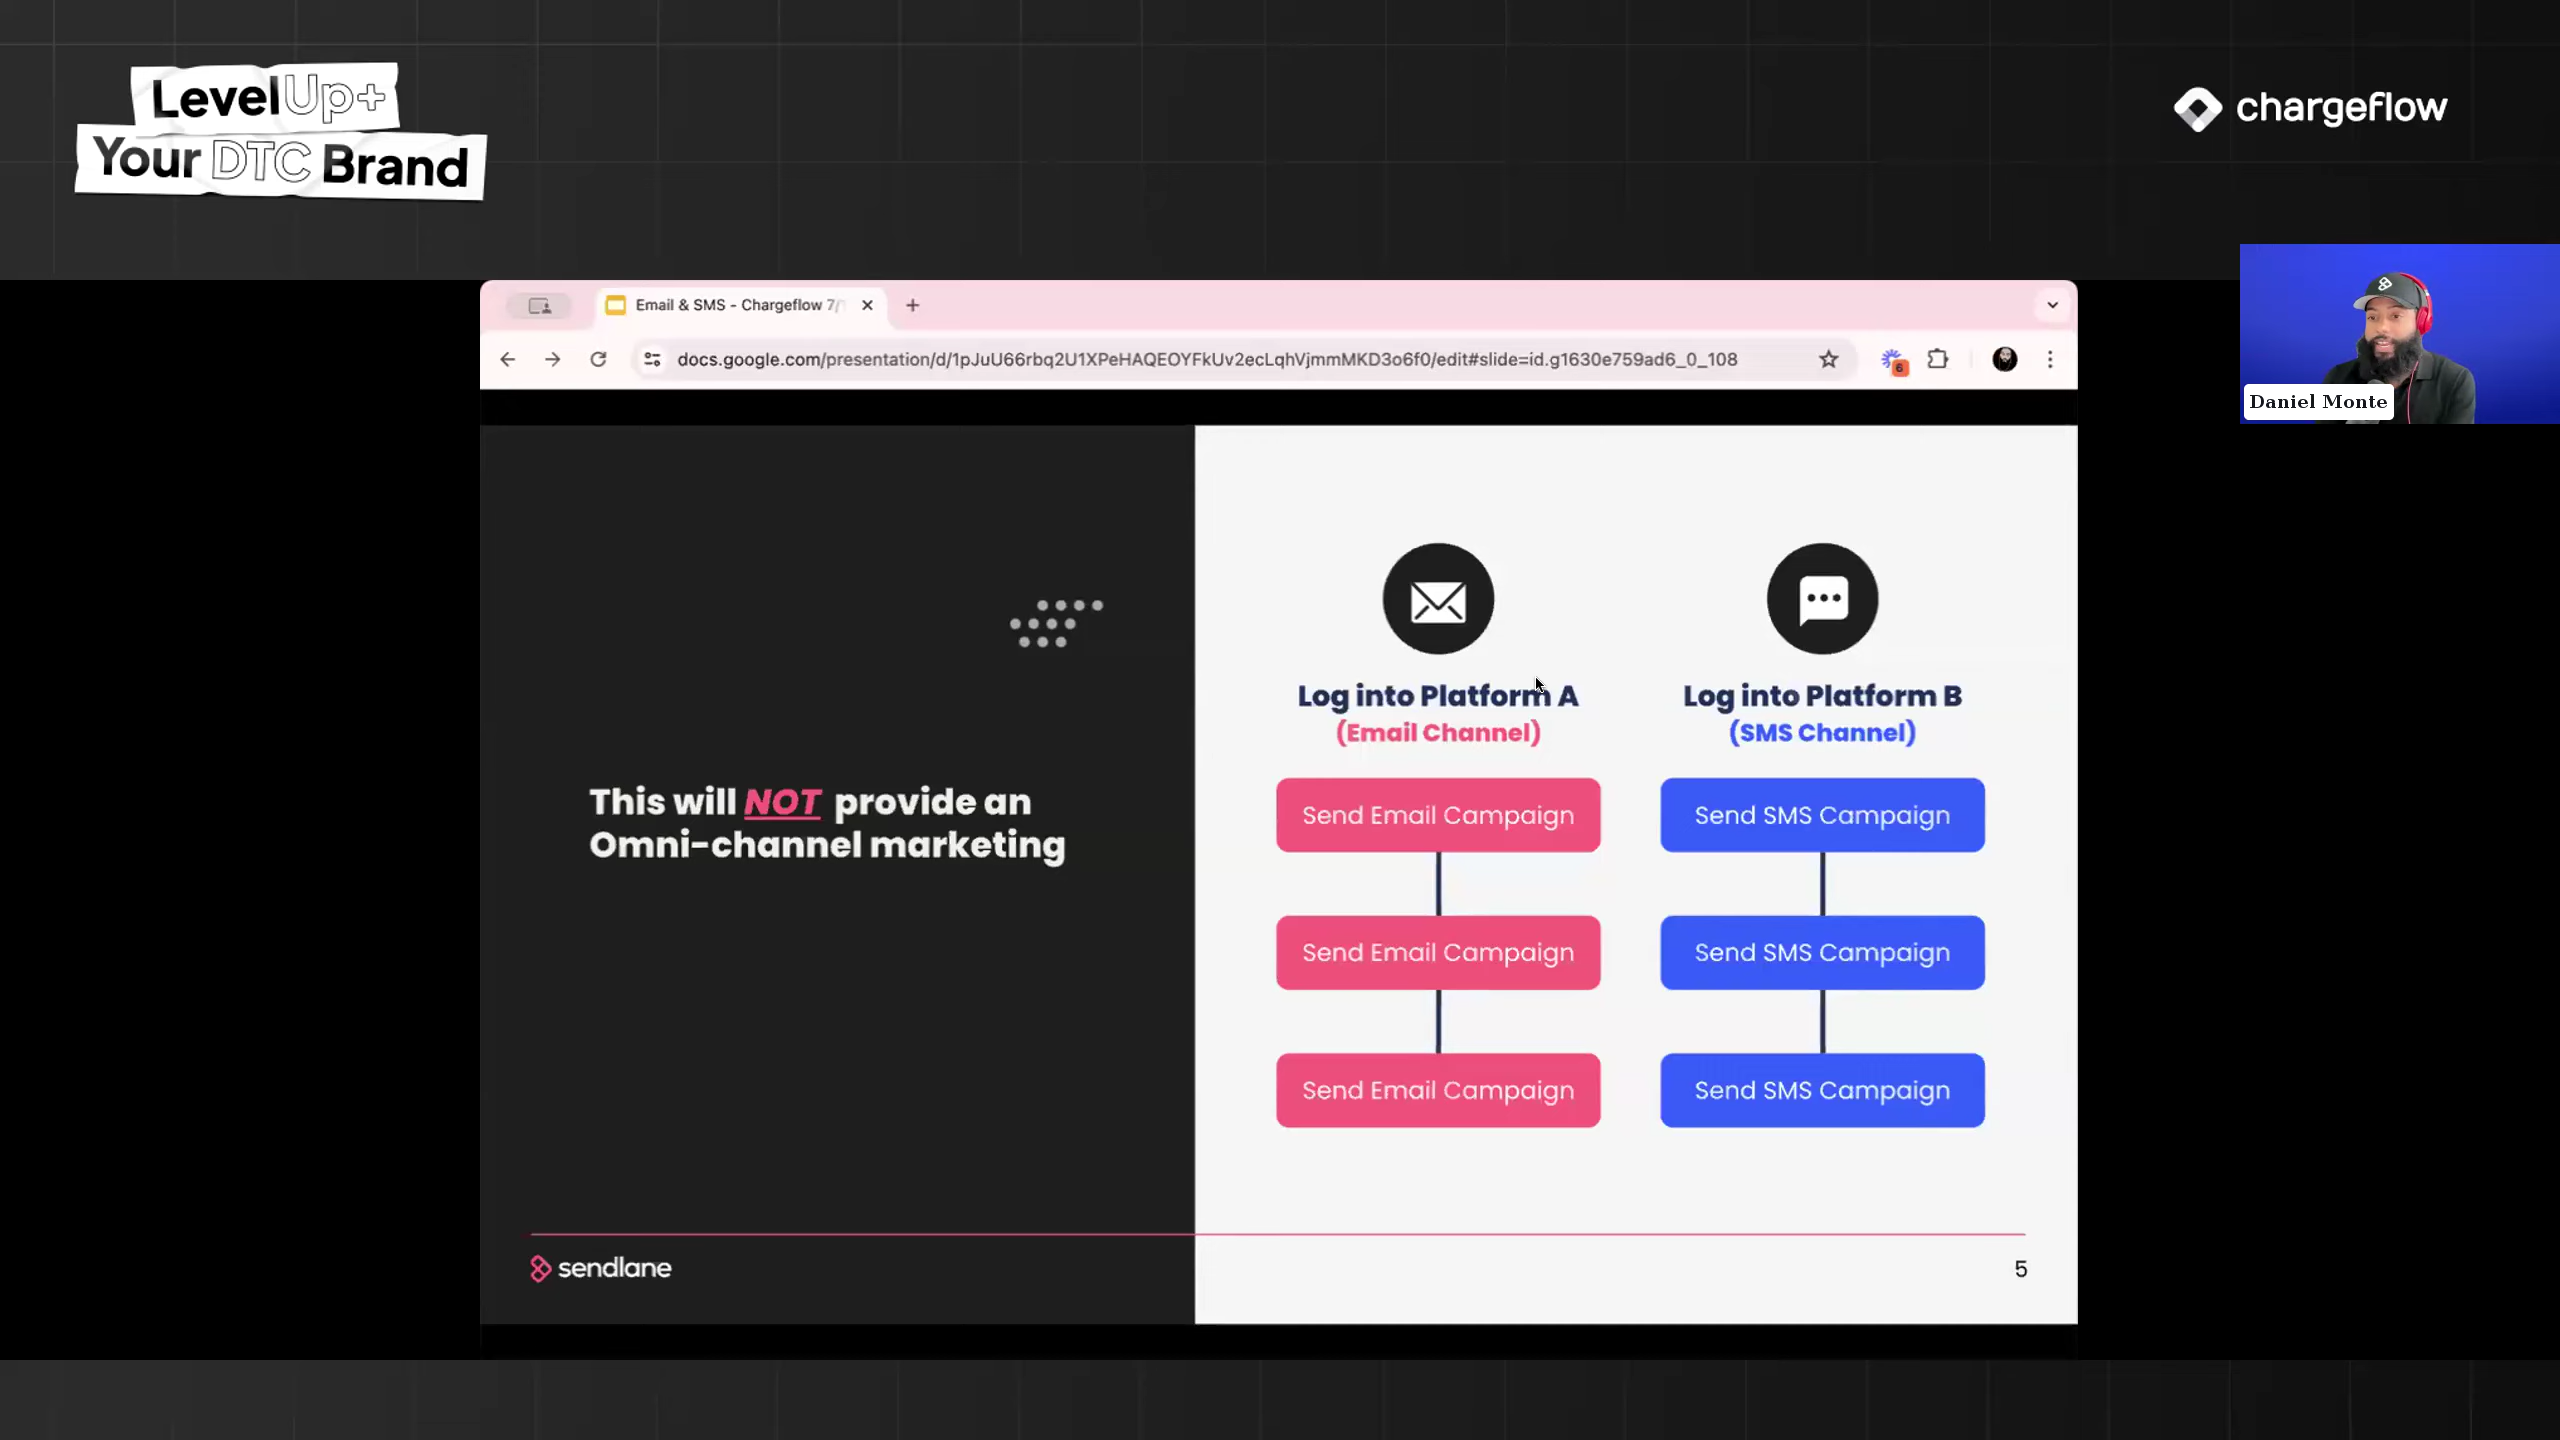 LevelUp+
Your DTC Brand
chargeflow
Email & SMS - Chargeflow 7/
docs.google.com/presentation/d/1pJuU66rbq2U1XPeHAQEOYFkUv2ecLqhVjmmMKD3o6f0/edit#slide=id.g1630e759ad6_0_108
6
Daniel Monte
This will NOT provide an
Omni-channel marketing
Log into Platform A
(Email Channel)
Send Email Campaign
Send Email Campaign
Send Email Campaign
Log into Platform B
(SMS Channel)
Send SMS Campaign
Send SMS Campaign
Send SMS Campaign
sendlane
5